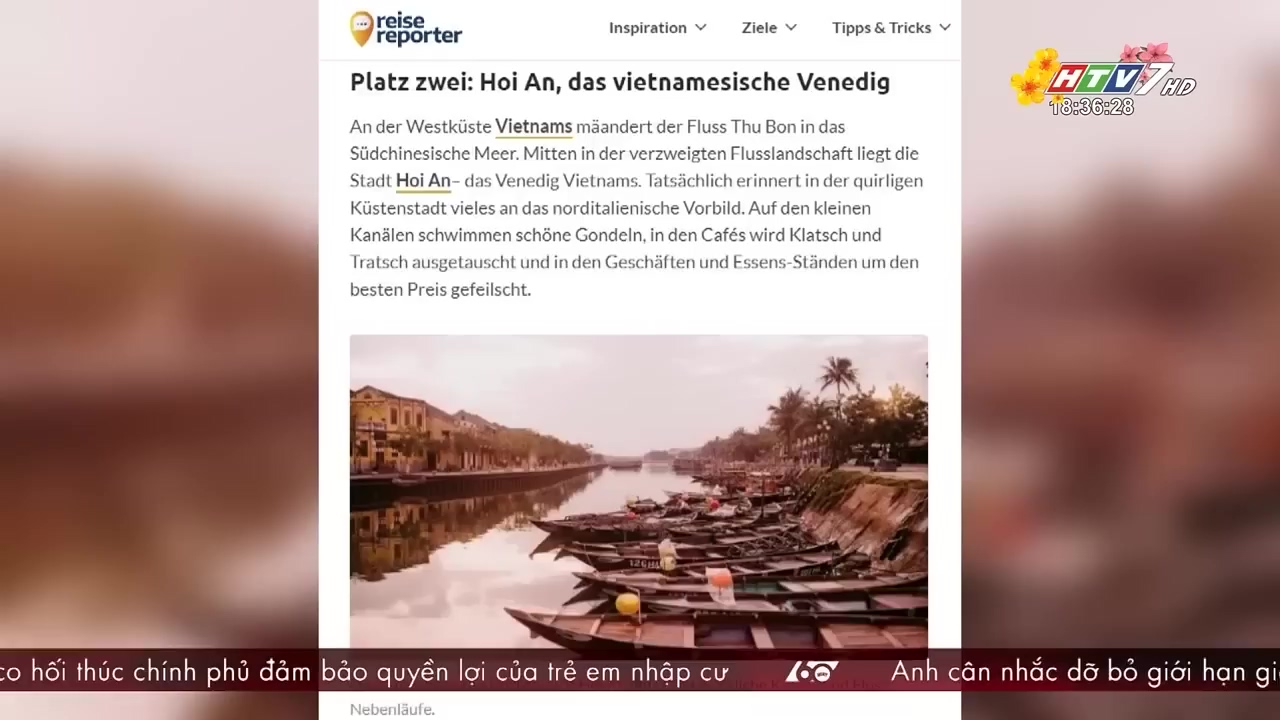 reise
reporter
Inspiration
Ziele
Tipps & Tricks
HTV7 HD
18:36:28
Platz zwei: Hoi An, das vietnamesische Venedig
An der Westküste Vietnams mäandert der Fluss Thu Bon in das
Südchinesische Meer. Mitten in der verzweigten Flusslandschaft liegt die
Stadt Hoi An– das Venedig Vietnams. Tatsächlich erinnert in der quirligen
Küstenstadt vieles an das norditalienische Vorbild. Auf den kleinen
Kanälen schwimmen schöne Gondeln, in den Cafés wird Klatsch und
Tratsch ausgetauscht und in den Geschäften und Essens-Ständen um den
besten Preis gefeilscht.
co hối thúc chính phủ đảm bảo quyền lợi của trẻ em nhập cư
60 giây
Anh cân nhắc dỡ bỏ giới hạn gi
Nebenläufe.